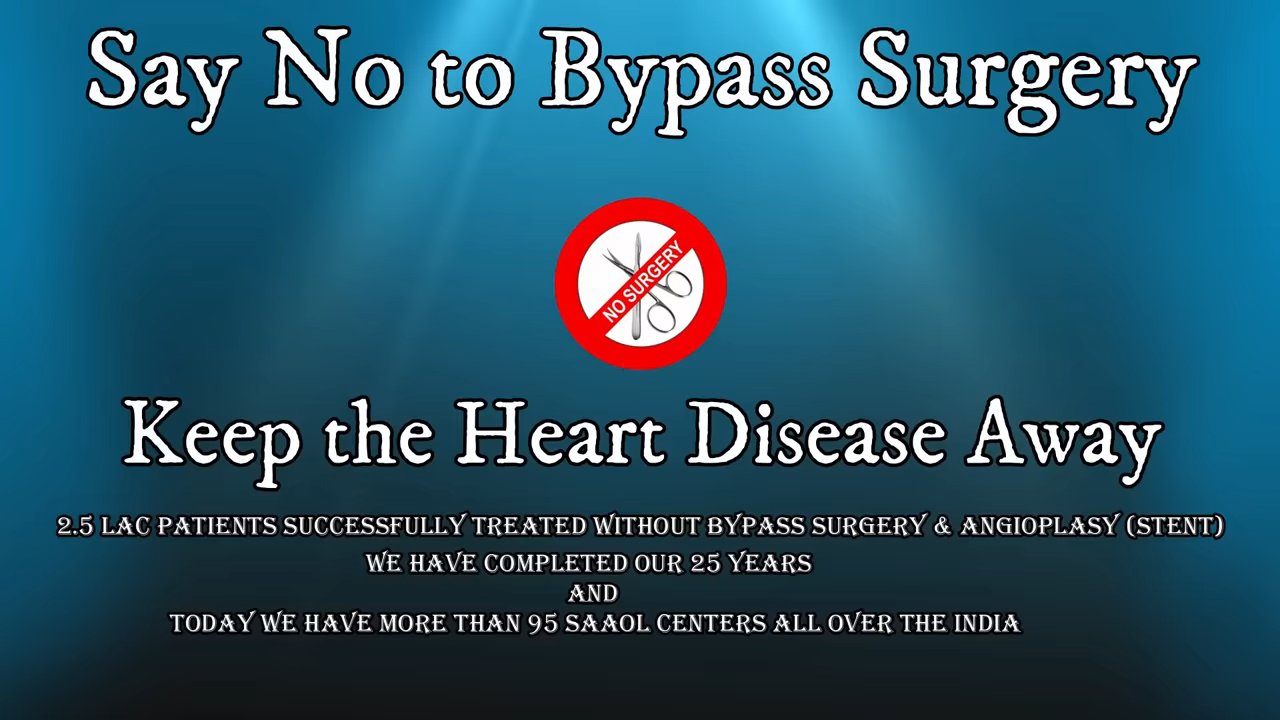 Say No to Bypass Surgery
NO SURGERY
Keep the Heart Disease Away
2.5 LAC PATIENTS SUCCESSFULLY TREATED WITHOUT BYPASS SURGERY & ANGIOPLASY (STENT)
WE HAVE COMPLETED OUR 25 YEARS
AND
TODAY WE HAVE MORE THAN 95 SAAOL CENTERS ALL OVER THE INDIA